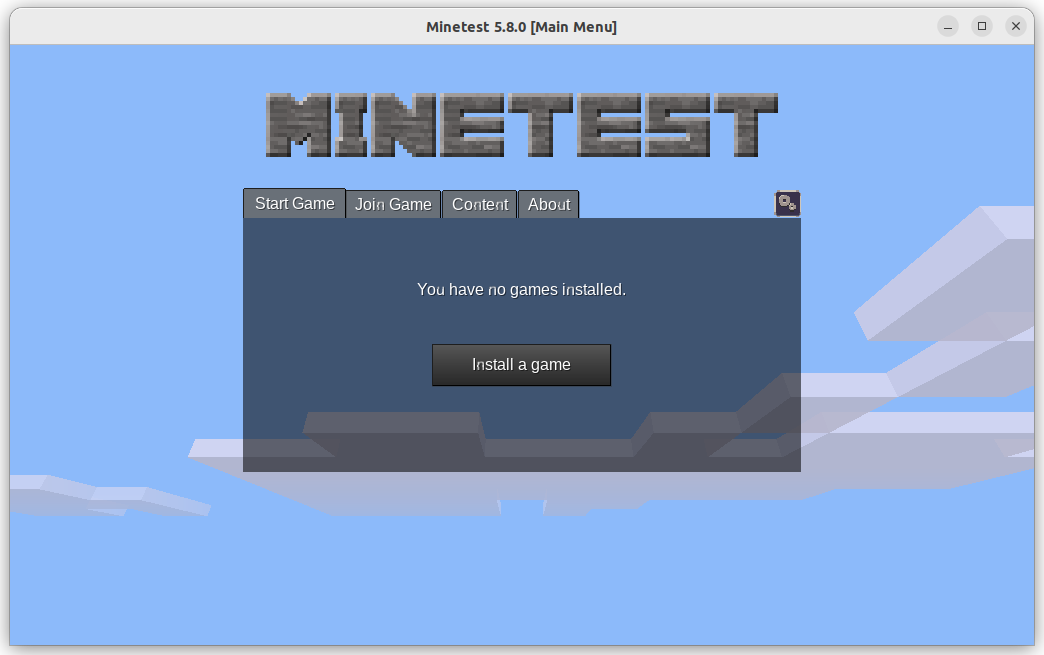 Minetest 5.8.0 [Main Menu]
MINETEST
Start Game Join Game Content About
You have no games installed.
Install a game